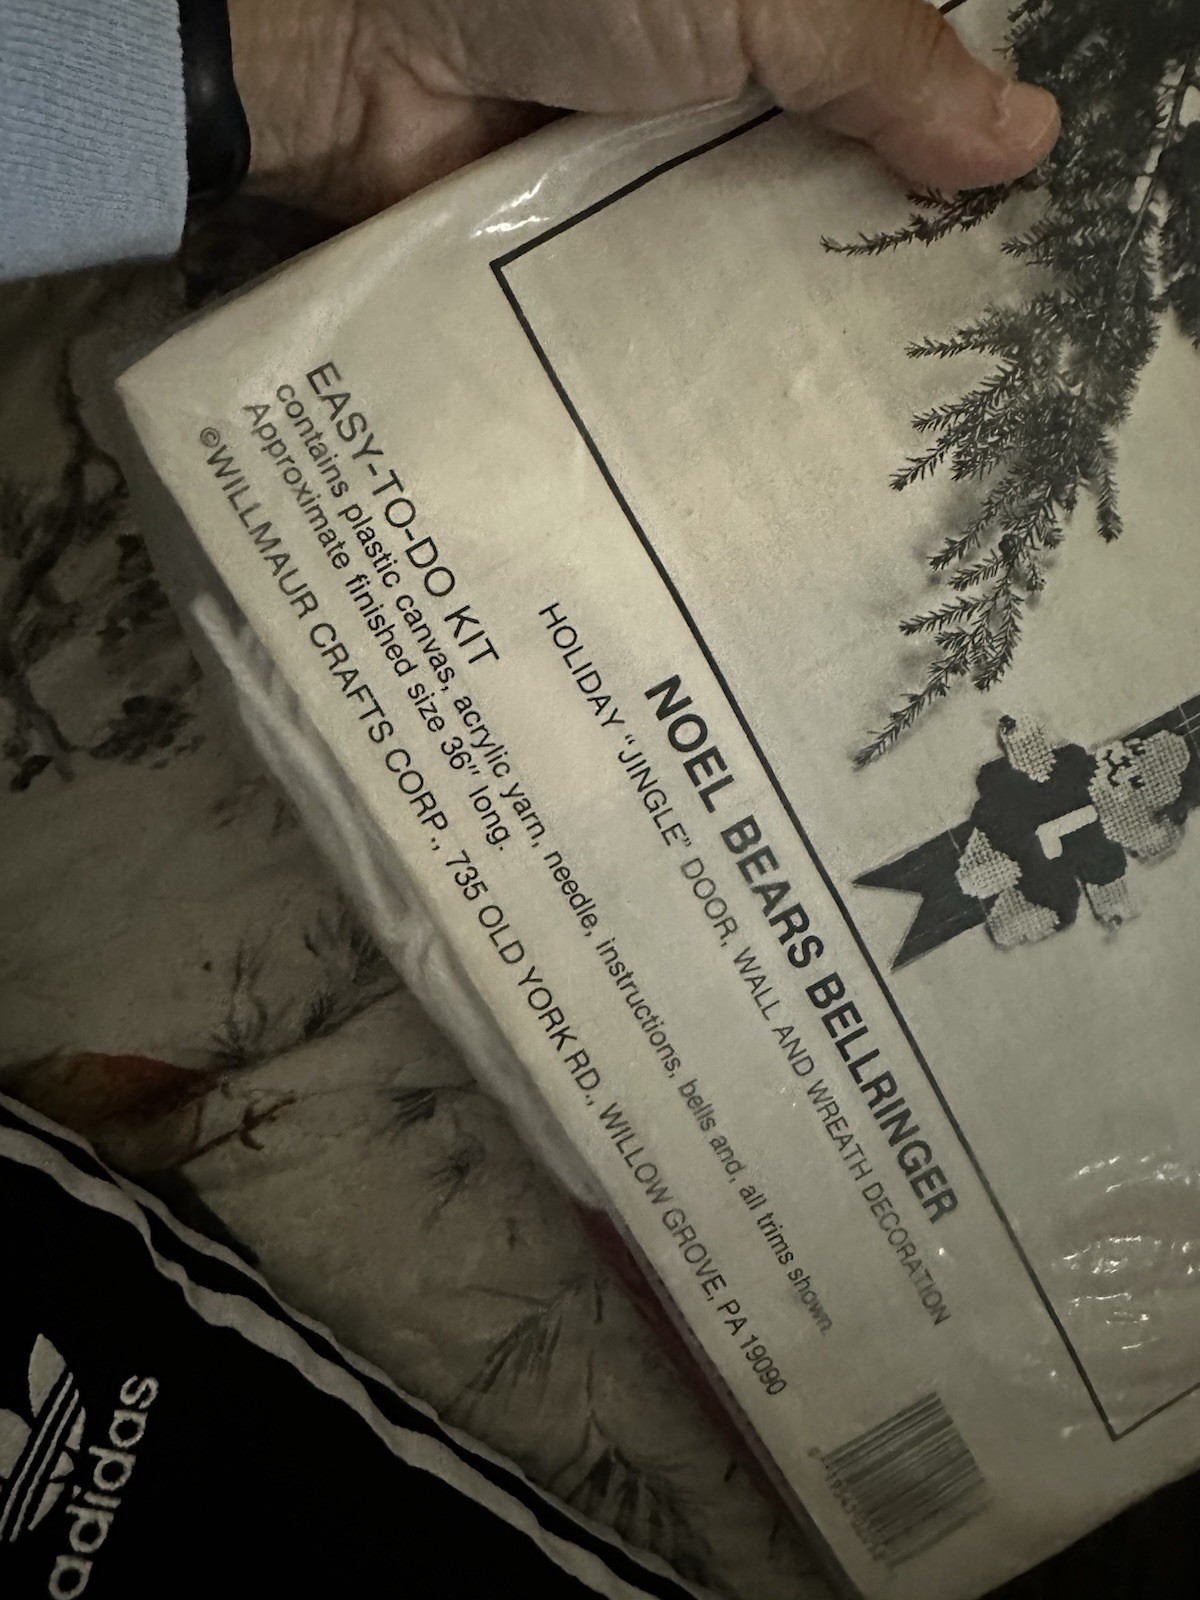 NOEL BEARS BELLRINGER
HOLIDAY “JINGLE” DOOR, WALL AND WREATH DECORATION
EASY-TO-DO KIT
contains plastic canvas, acrylic yarn, needle, instructions, bells and, all trims shown.
Approximate finished size 36" long.
©WILLMAUR CRAFTS CORP., 735 OLD YORK RD., WILLOW GROVE, PA 19090
L
adidas